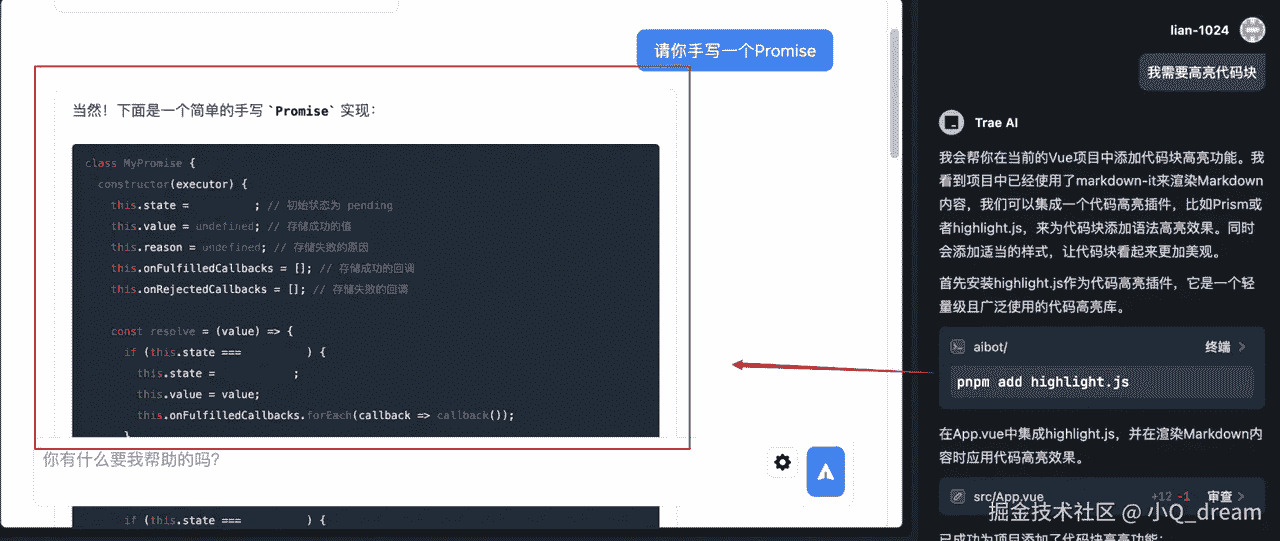 请你手写一个Promise
当然！下面是一个简单的手写 `Promise` 实现：
class MyPromise {
constructor(executor) {
this.state = ; // 初始状态为 pending
this.value = undefined; // 存储成功的值
this.reason = undefined; // 存储失败的原因
this.onFulfilledCallbacks = []; // 存储成功的回调
this.onRejectedCallbacks = []; // 存储失败的回调
const resolve = (value) => {
if (this.state === ) {
this.state = ;
this.value = value;
this.onFulfilledCallbacks.forEach(callback => callback());
}
你有什么要我帮助的吗?
if (this.state === ) {
lian-1024
我需要高亮代码块
Trae AI
我会帮你在当前的Vue项目中添加代码块高亮功能。我
看到项目中已经使用了markdown-it来渲染Markdown
内容，我们可以集成一个代码高亮插件，比如Prism或
者highlight.js，来为代码块添加语法高亮效果。同时
会添加适当的样式，让代码块看起来更加美观。
首先安装highlight.js作为代码高亮插件，它是一个轻
量级且广泛使用的代码高亮库。
aibot/ 终端
pnpm add highlight.js
在App.vue中集成highlight.js，并在渲染Markdown内
容时应用代码高亮效果。
src/App.vue +12 -1 审查
掘金技术社区 @ 小Q_dream
已成功为项目添加了代码块高亮功能：